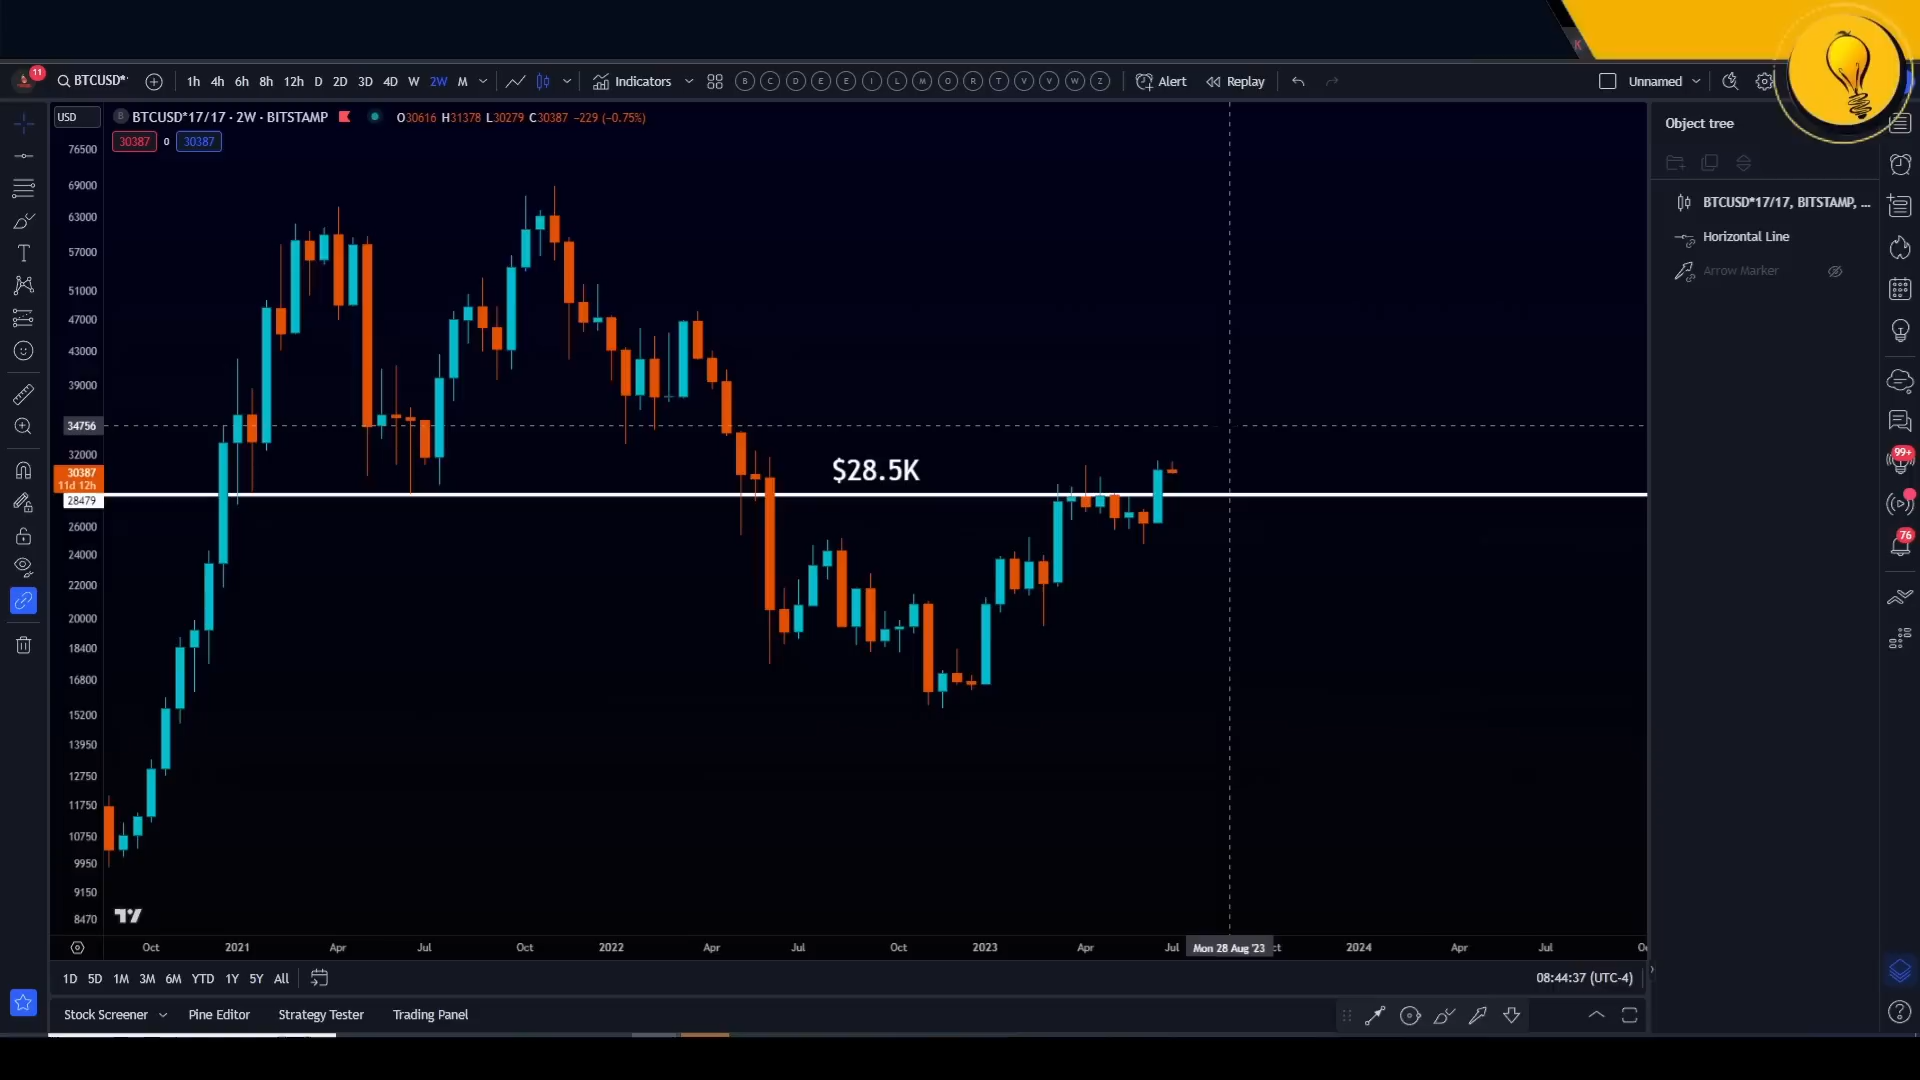 K
11 BTCUSD* 1h 4h 6h 8h 12h D 2D 3D 4D W 2W M Indicators B C D E E I L M O R T V V W Z Alert Replay Unnamed
USD B BTCUSD*17/17 · 2W · BITSTAMP O30616 H31378 L30279 C30387 −229 (−0.75%)
30387 0 30387
Object tree
BTCUSD*17/17, BITSTAMP, ...
Horizontal Line
Arrow Marker
76500
69000
63000
57000
51000
47000
43000
39000
34756
32000
30387
11d 12h
28479
26000
24000
22000
20000
18400
16800
15200
13950
12750
11750
10750
9950
9150
8470
$28.5K
99+
76
TV
Oct 2021 Apr Jul Oct 2022 Apr Jul Oct 2023 Apr Jul Mon 28 Aug '23 ct 2024 Apr Jul
1D 5D 1M 3M 6M YTD 1Y 5Y All 08:44:37 (UTC-4)
Stock Screener Pine Editor Strategy Tester Trading Panel